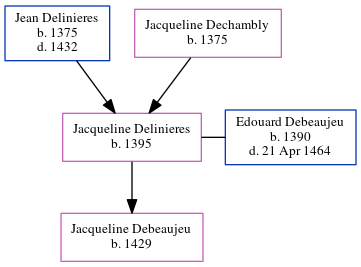 Jean Delinieres
b. 1375
d. 1432
Jacqueline Dechambly
b. 1375
Jacqueline Delinieres
b. 1395
Edouard Debeaujeu
b. 1390
d. 21 Apr 1464
Jacqueline Debeaujeu
b. 1429